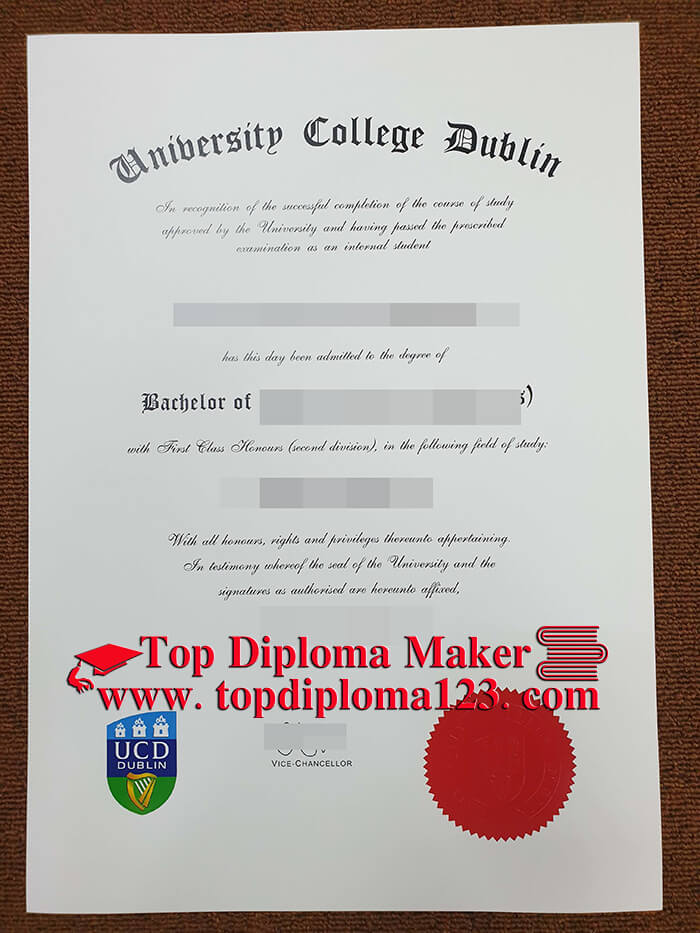 University College Dublin
In recognition of the successful completion of the course of study
approved by the University and having passed the prescribed
examination as an internal student
has this day been admitted to the degree of
Bachelor of
s)
with First Class Honours (second division), in the following field of study:
With all honours, rights and privileges thereunto appertaining.
In testimony whereof the seal of the University and the
signatures as authorised are hereunto affixed,
Top Diploma Maker
www. topdiploma123. com
UCD
DUBLIN
VICE-CHANCELLOR